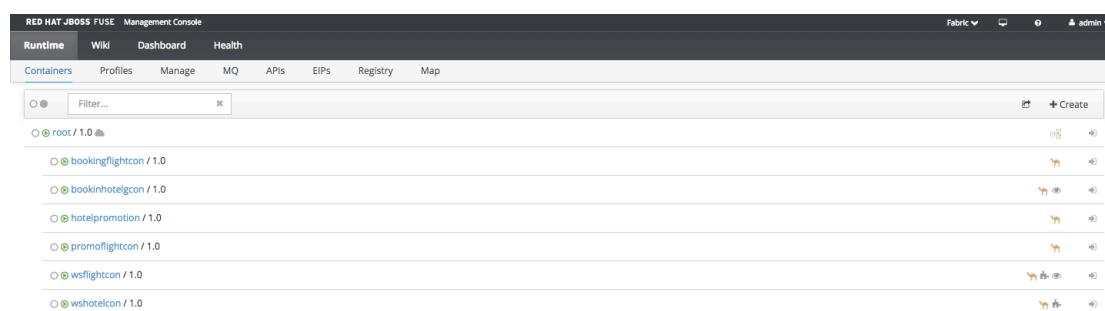 RED HAT JBOSS FUSE Management Console Fabric admin
Runtime Wiki Dashboard Health
Containers Profiles Manage MQ APIs EIPs Registry Map
Filter... Create
root / 1.0
bookingflightcon / 1.0
bookinhotelgcon / 1.0
hotelpromotion / 1.0
promoflightcon / 1.0
wsflightcon / 1.0
wshotelcon / 1.0